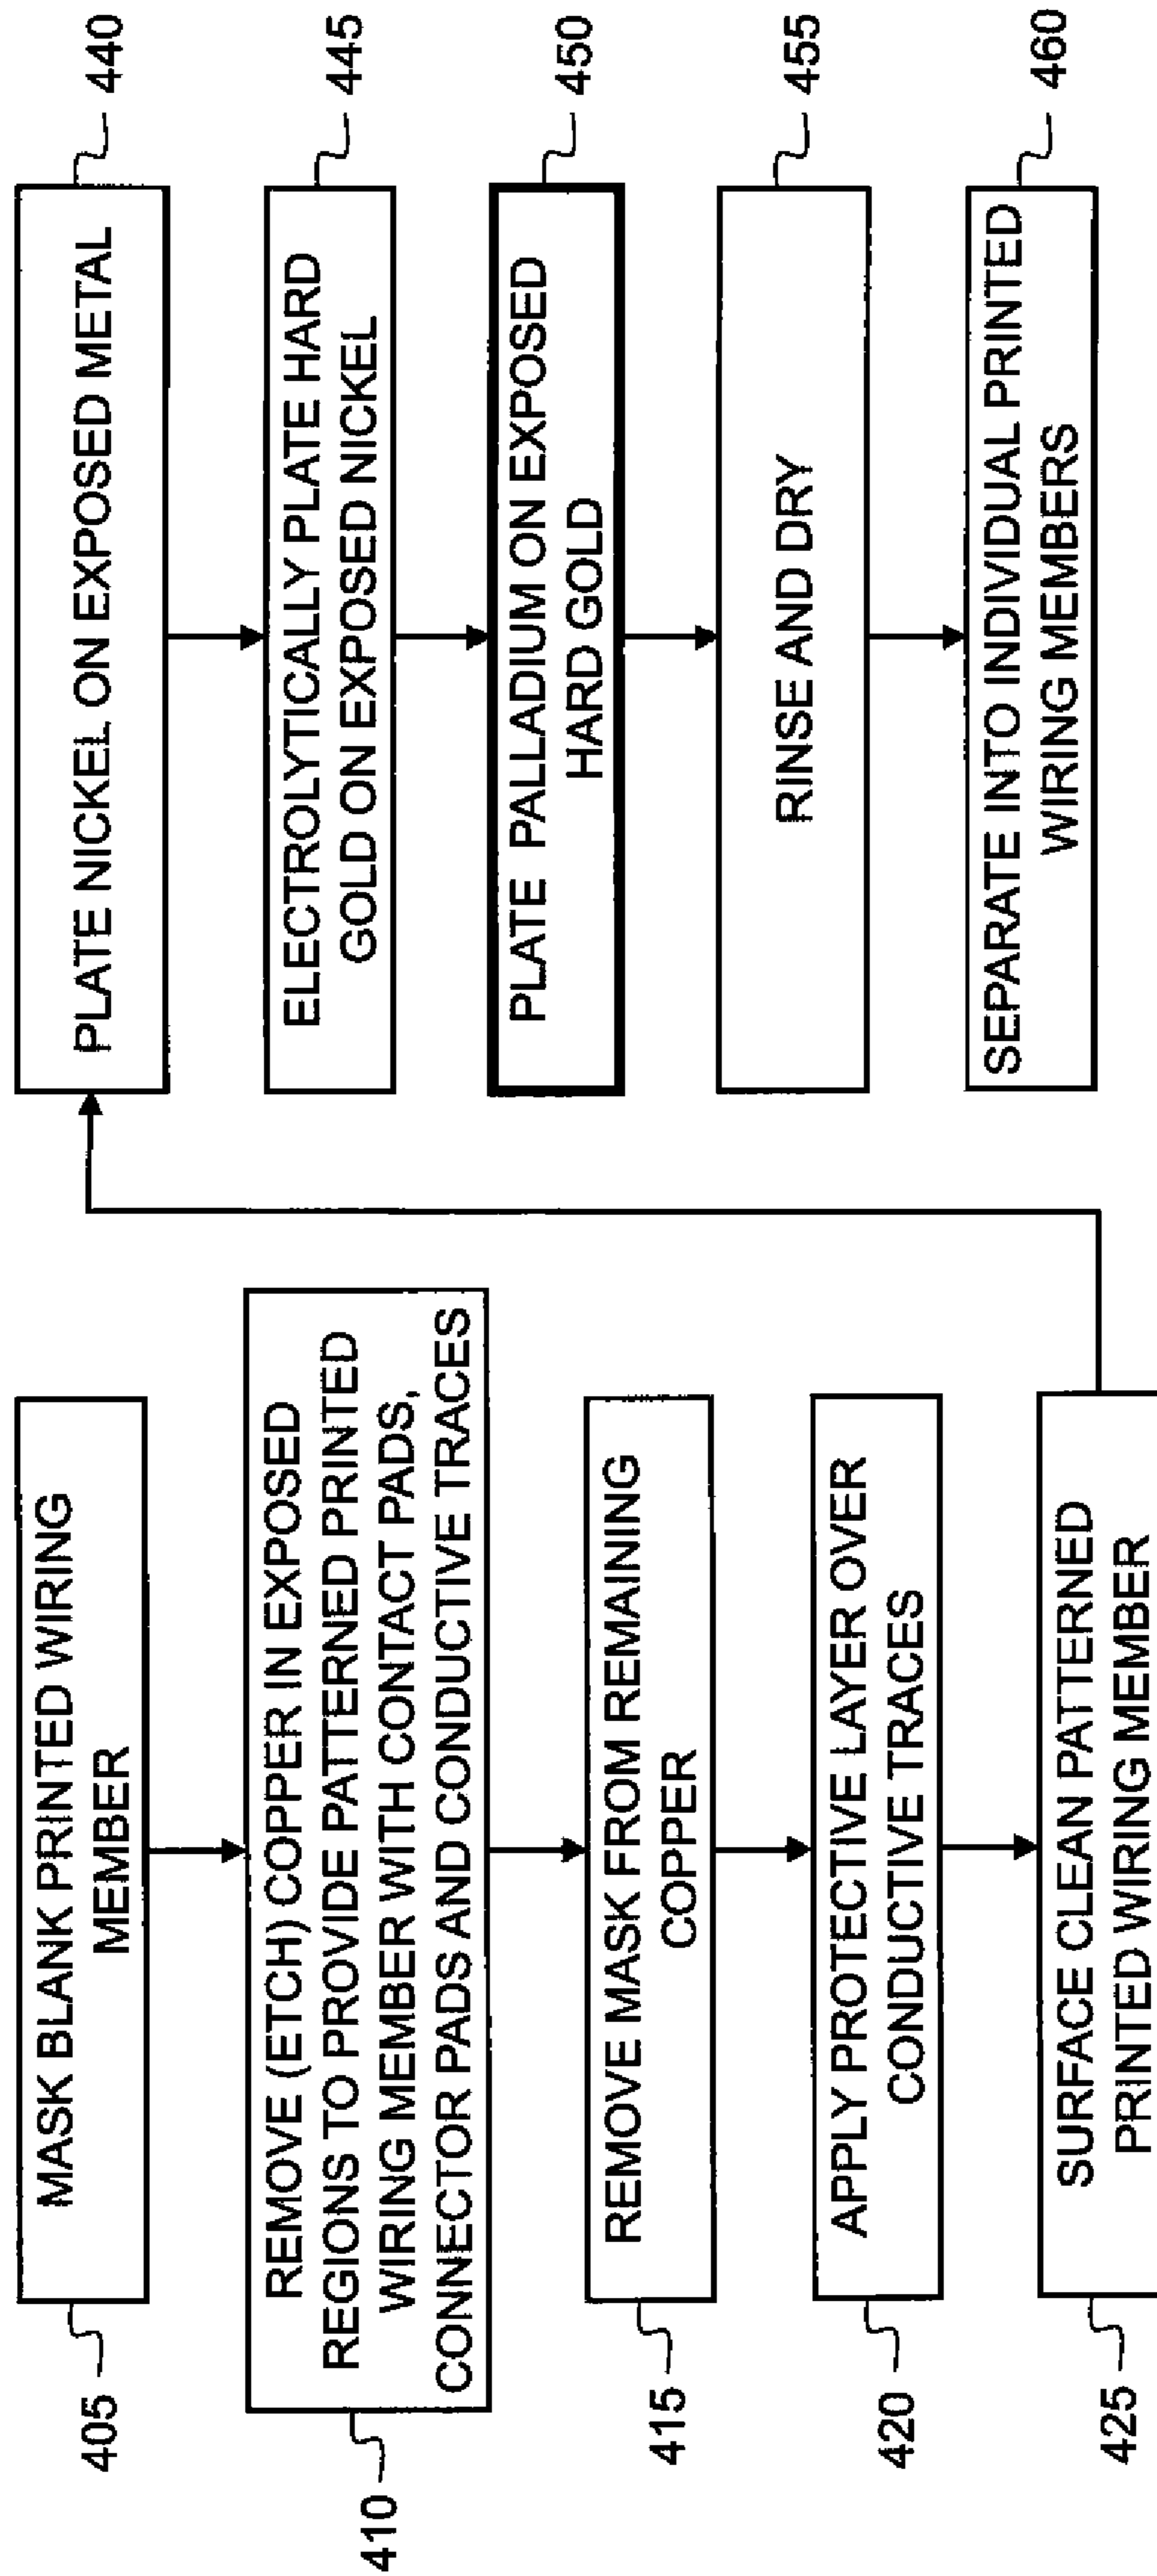 405
MASK BLANK PRINTED WIRING
MEMBER
410
REMOVE (ETCH) COPPER IN EXPOSED
REGIONS TO PROVIDE PATTERNED PRINTED
WIRING MEMBER WITH CONTACT PADS,
CONNECTOR PADS AND CONDUCTIVE TRACES
415
REMOVE MASK FROM REMAINING
COPPER
420
APPLY PROTECTIVE LAYER OVER
CONDUCTIVE TRACES
425
SURFACE CLEAN PATTERNED
PRINTED WIRING MEMBER
PLATE NICKEL ON EXPOSED METAL
440
ELECTROLYTICALLY PLATE HARD
GOLD ON EXPOSED NICKEL
445
PLATE PALLADIUM ON EXPOSED
HARD GOLD
450
RINSE AND DRY
455
SEPARATE INTO INDIVIDUAL PRINTED
WIRING MEMBERS
460